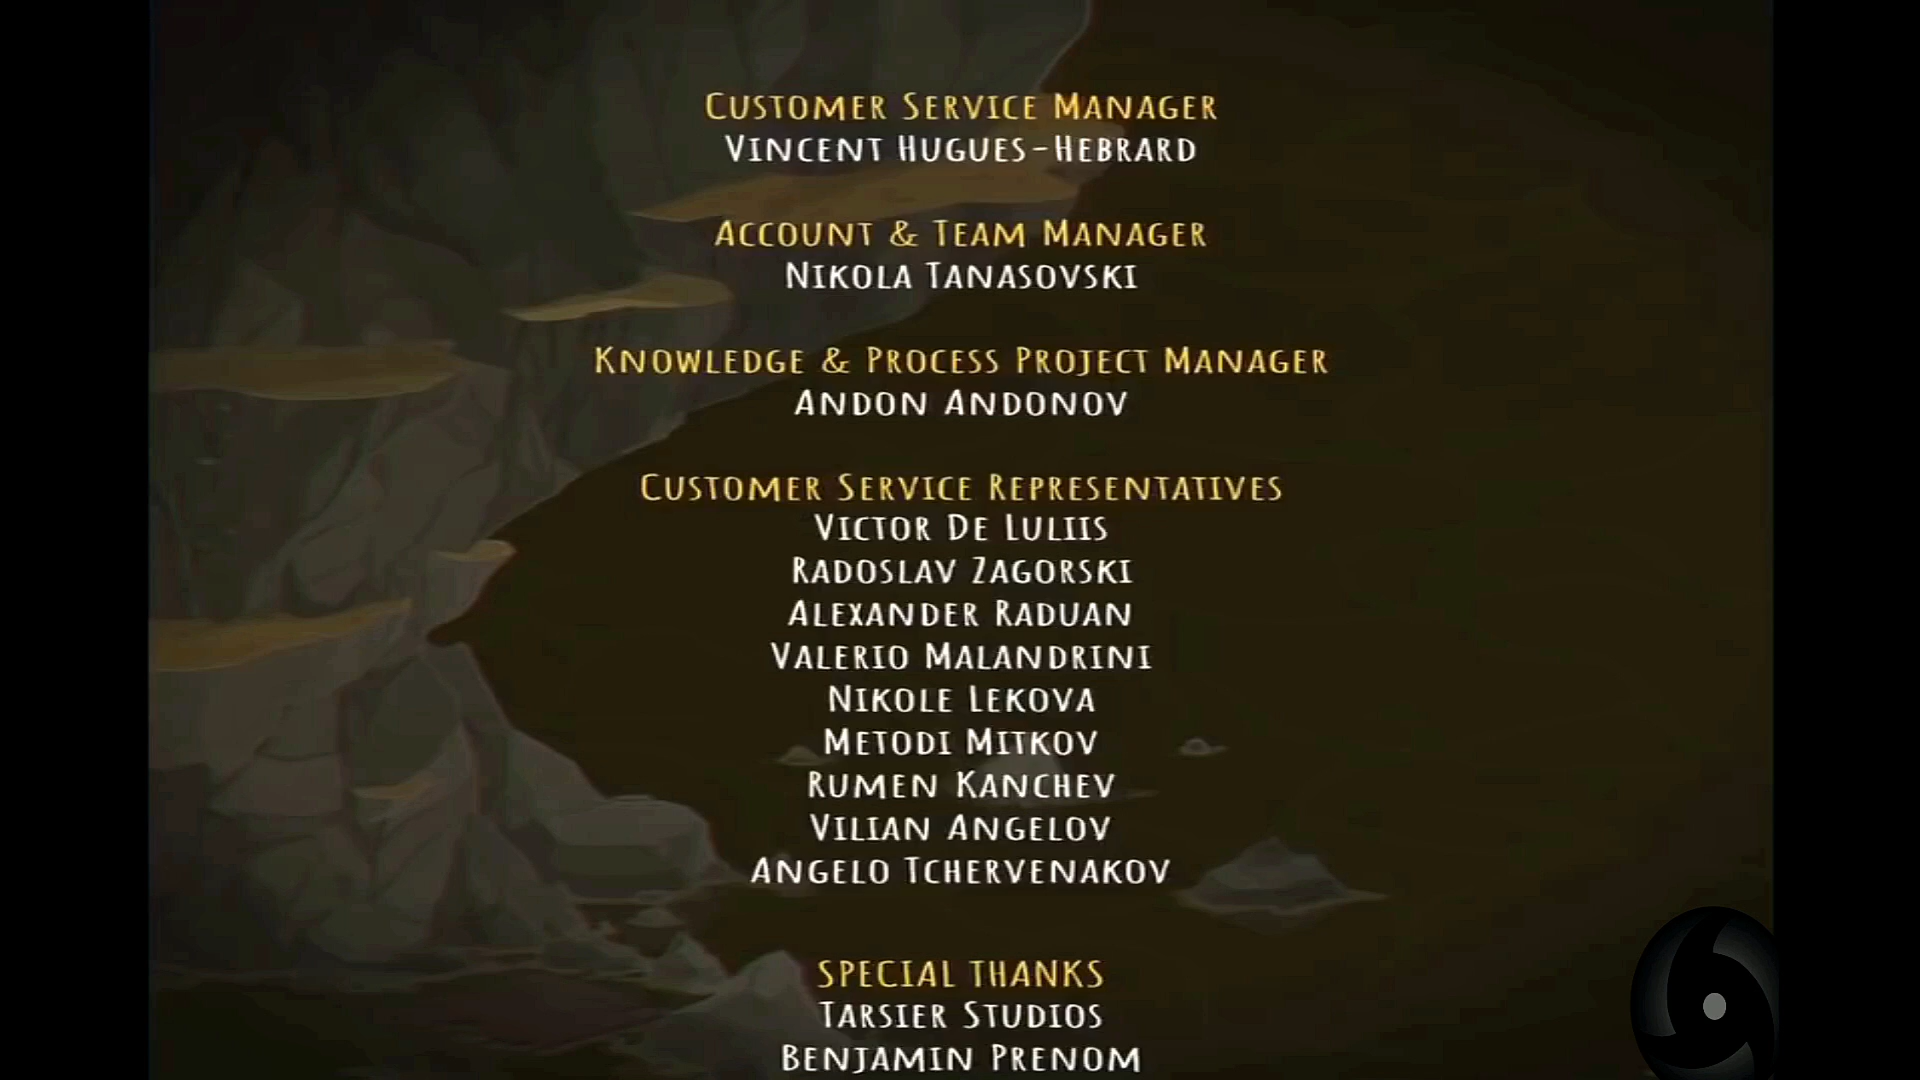 CUSTOMER SERVICE MANAGER
VINCENT HUGUES-HEBRARD
ACCOUNT & TEAM MANAGER
NIKOLA TANASOVSKI
KNOWLEDGE & PROCESS PROJECT MANAGER
ANDON ANDONOV
CUSTOMER SERVICE REPRESENTATIVES
VICTOR DE LULIIS
RADOSLAV ZAGORSKI
ALEXANDER RADUAN
VALERIO MALANDRINI
NIKOLE LEKOVA
METODI MITKOV
RUMEN KANCHEV
VILIAN ANGELOV
ANGELO TCHERVENAKOV
SPECIAL THANKS
TARSIER STUDIOS
BENJAMIN PRENOM